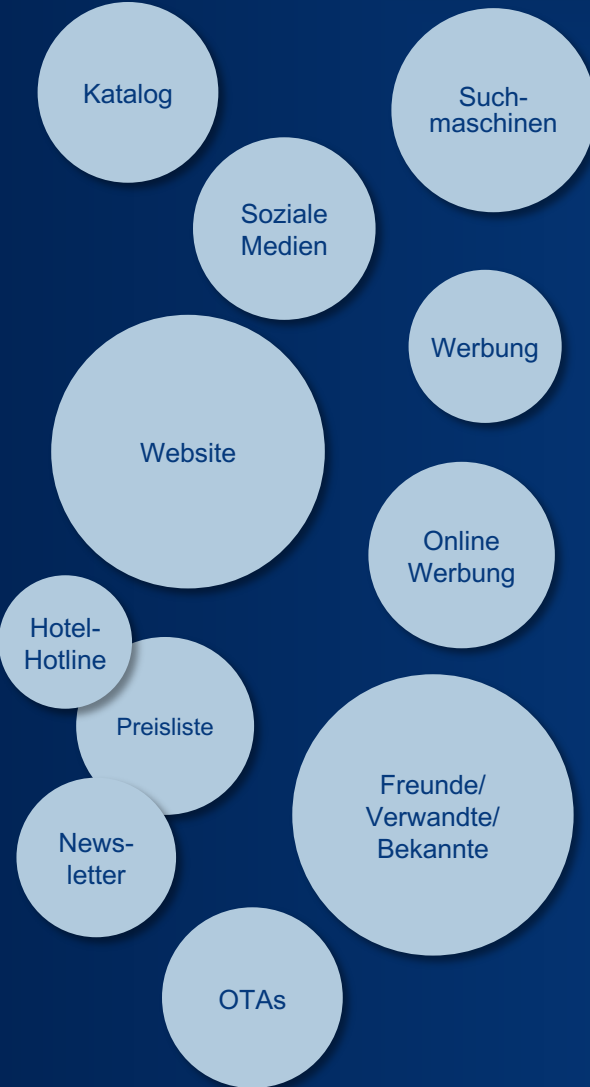 Katalog
Such-
maschinen
Soziale
Medien
Werbung
Website
Online
Werbung
Hotel-
Hotline
Preisliste
Freunde/
Verwandte/
Bekannte
News-
letter
OTAs